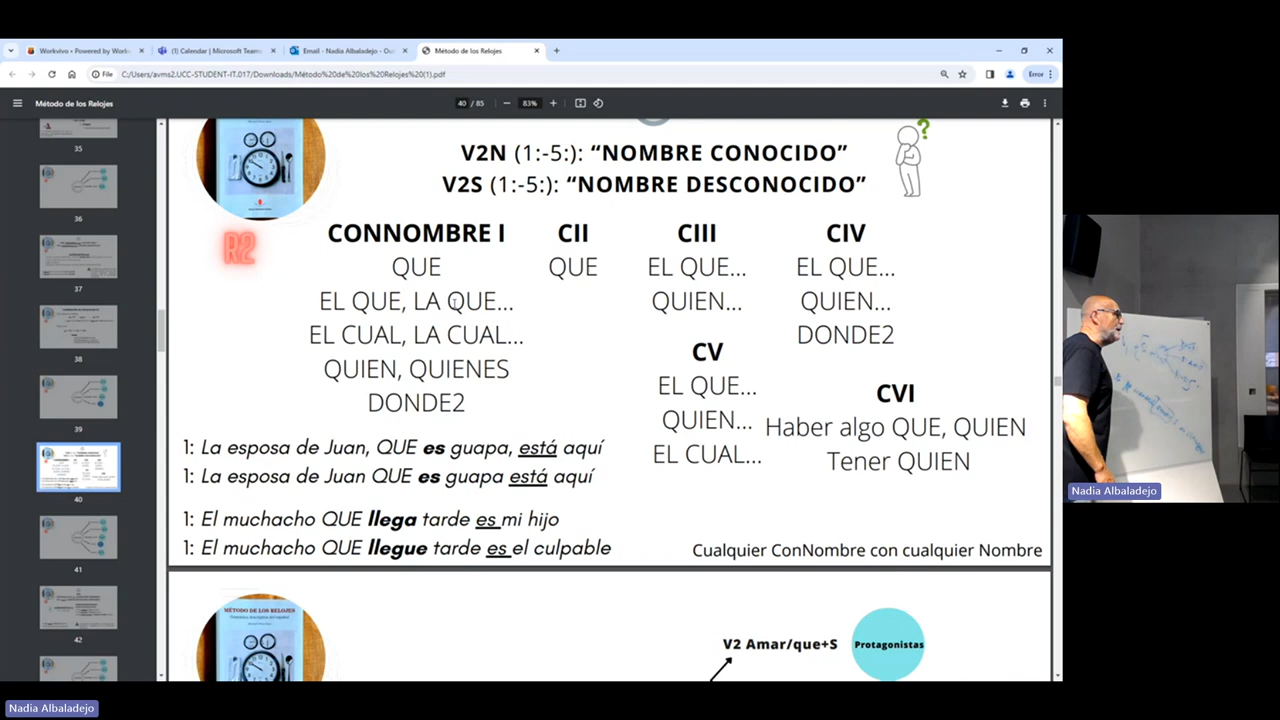 Workvivo • Powered by Work
(1) Calendar | Microsoft Teams
Email - Nadia Albaladejo - Ou
Método de los Relojes
File
C:/Users/avms2.UCC-STUDENT-IT.017/Downloads/Método%20de%20los%20Relojes%20(1).pdf
Error
Método de los Relojes
40 / 85
83%
35
36
37
38
39
40
41
42
V2N (1:-5:): “NOMBRE CONOCIDO”
V2S (1:-5:): “NOMBRE DESCONOCIDO”
?
R2
CONNOMBRE I
QUE
EL QUE, LA QUE...
EL CUAL, LA CUAL...
QUIEN, QUIENES
DONDE2
CII
QUE
CIII
EL QUE...
QUIEN...
CIV
EL QUE...
QUIEN...
DONDE2
CV
EL QUE...
QUIEN...
EL CUAL...
CVI
Haber algo QUE, QUIEN
Tener QUIEN
1: La esposa de Juan, QUE es guapa, está aquí
1: La esposa de Juan QUE es guapa está aquí
1: El muchacho QUE llega tarde es mi hijo
1: El muchacho QUE llegue tarde es el culpable
Cualquier ConNombre con cualquier Nombre
MÉTODO DE LOS RELOJES
V2 Amar/que+S
Protagonistas
Nadia Albaladejo
Nadia Albaladejo